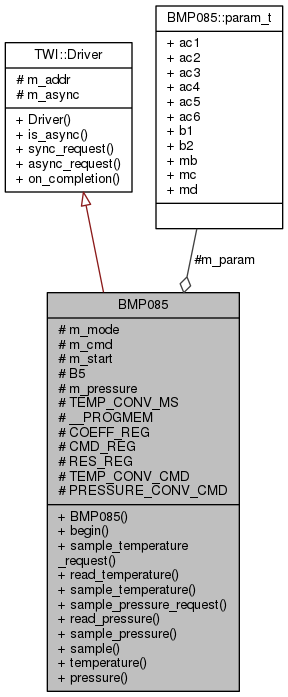 TWI::Driver
# m_addr
# m_async
+ Driver()
+ is_async()
+ sync_request()
+ async_request()
+ on_completion()
BMP085::param_t
+ ac1
+ ac2
+ ac3
+ ac4
+ ac5
+ ac6
+ b1
+ b2
+ mb
+ mc
+ md
#m_param
BMP085
# m_mode
# m_cmd
# m_start
# B5
# m_pressure
# TEMP_CONV_MS
# __PROGMEM
# COEFF_REG
# CMD_REG
# RES_REG
# TEMP_CONV_CMD
# PRESSURE_CONV_CMD
+ BMP085()
+ begin()
+ sample_temperature
_request()
+ read_temperature()
+ sample_temperature()
+ sample_pressure_request()
+ read_pressure()
+ sample_pressure()
+ sample()
+ temperature()
+ pressure()